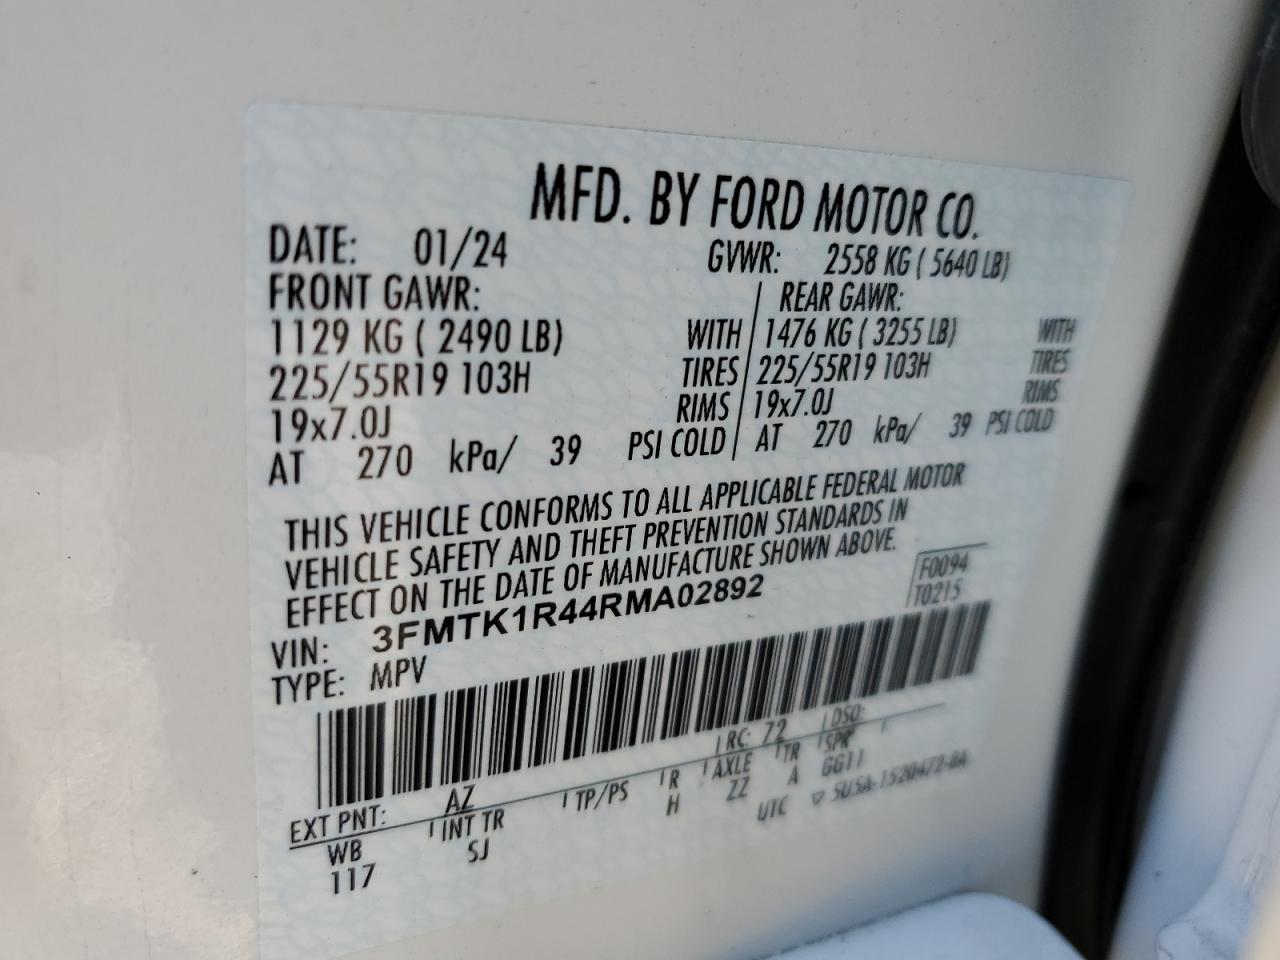 MFD. BY FORD MOTOR CO.
DATE: 01/24 GVWR: 2558 KG ( 5640 LB)
FRONT GAWR: REAR GAWR:
1129 KG ( 2490 LB) WITH 1476 KG ( 3255 LB) WITH
225/55R19 103H TIRES 225/55R19 103H TIRES
19x7.0J RIMS 19x7.0J RIMS
AT 270 kPa/ 39 PSI COLD AT 270 kPa/ 39 PSI COLD
THIS VEHICLE CONFORMS TO ALL APPLICABLE FEDERAL MOTOR
VEHICLE SAFETY AND THEFT PREVENTION STANDARDS IN
EFFECT ON THE DATE OF MANUFACTURE SHOWN ABOVE.
VIN: 3FMTK1R44RMA02892 F0094
TYPE: MPV T0215
EXT PNT: AZ RC: 72 DSO:
WB INT TR TP/PS R AXLE TR SPR
117 SJ H ZZ A GG11
UTC ▽ 5U5A-1520472-0A